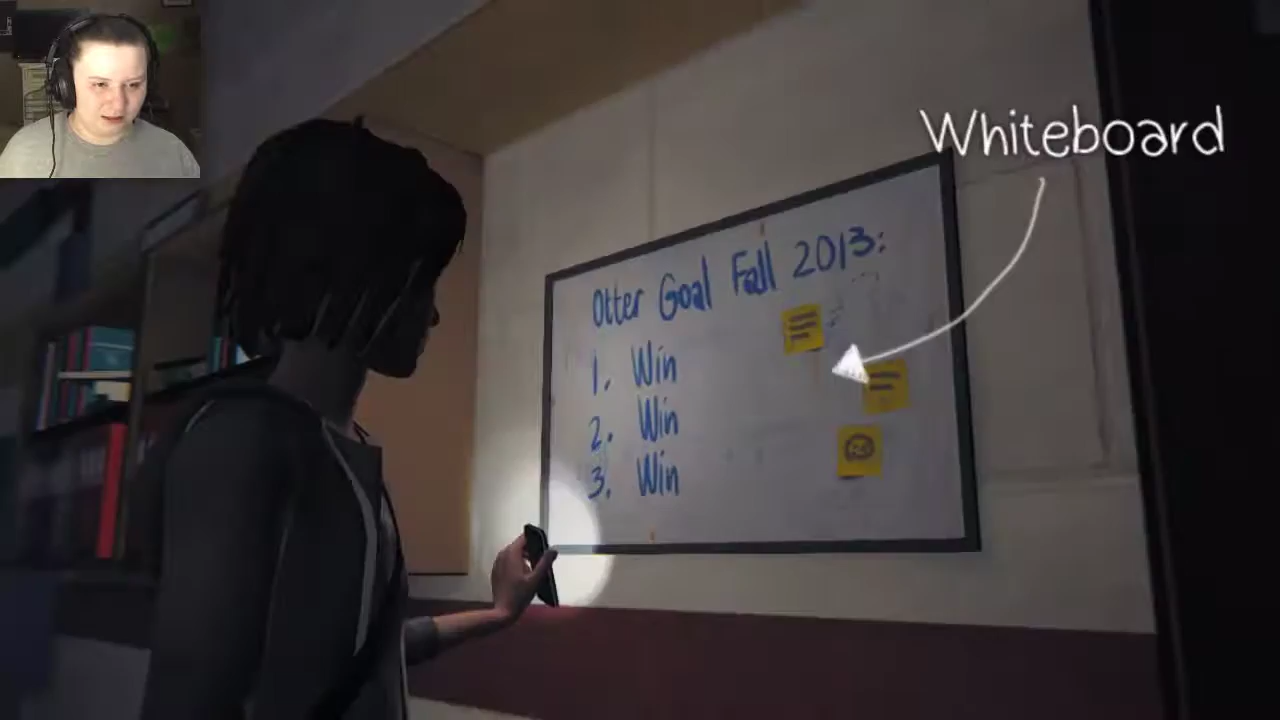 Whiteboard
Otter Goal Fall 2013:
1. Win
2. Win
3. Win